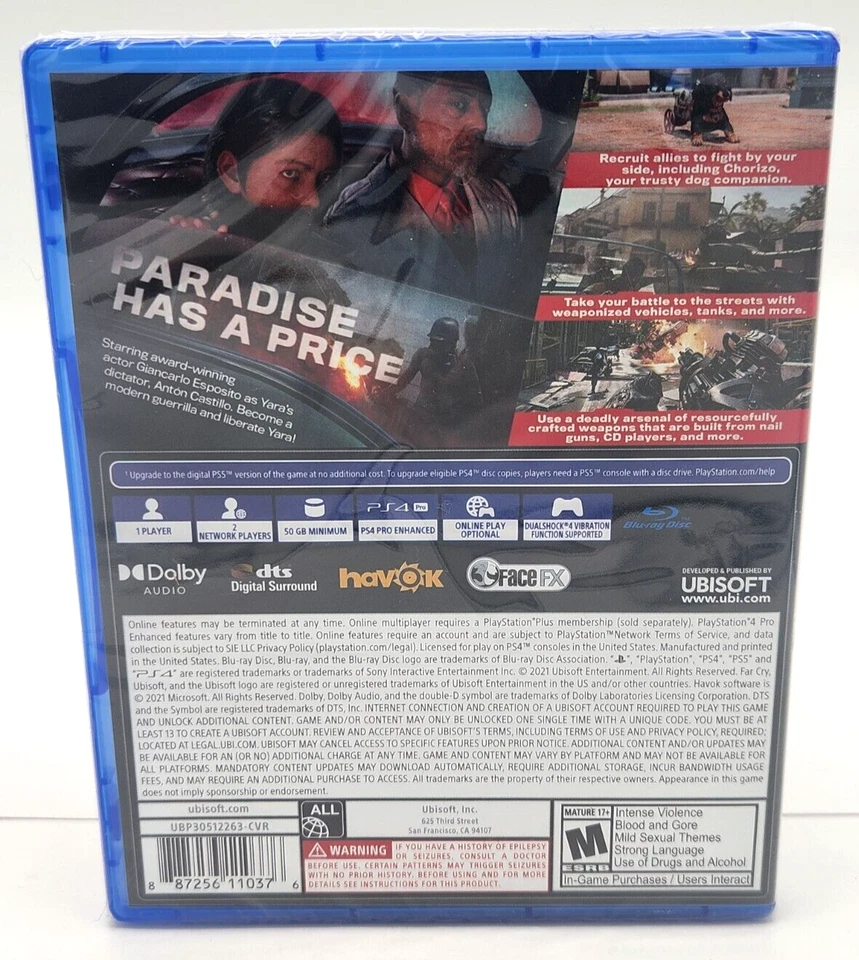 PARADISE
HAS A PRICE
Starring award-winning
actor Giancarlo Esposito as Yara's
dictator, Antón Castillo. Become a
modern guerrilla and liberate Yara!
Recruit allies to fight by your
side, including Chorizo,
your trusty dog companion.
Take your battle to the streets with
weaponized vehicles, tanks, and more.
Use a deadly arsenal of resourcefully
crafted weapons that are built from nail
guns, CD players, and more.
¹ Upgrade to the digital PS5™ version of the game at no additional cost. To upgrade eligible PS4™ disc copies, players need a PS5™ console with a disc drive. PlayStation.com/help
1 PLAYER
2
NETWORK PLAYERS
50 GB MINIMUM
PS4 Pro
PS4 PRO ENHANCED
ONLINE PLAY
OPTIONAL
DUALSHOCK®4 VIBRATION
FUNCTION SUPPORTED
Blu-ray Disc
Dolby
AUDIO
dts
Digital Surround
havok
FACE FX
DEVELOPED & PUBLISHED BY
UBISOFT
www.ubi.com
Online features may be terminated at any time. Online multiplayer requires a PlayStation®Plus membership (sold separately). PlayStation®4 Pro
Enhanced features vary from title to title. Online features require an account and are subject to PlayStation™Network Terms of Service, and data
collection is subject to SIE LLC Privacy Policy (playstation.com/legal). Licensed for play on PS4™ consoles in the United States. Manufactured and printed
in the United States. Blu-ray Disc, Blu-ray, and the Blu-ray Disc logo are trademarks of Blu-ray Disc Association. "PS", "PlayStation", "PS4", "PS5" and
"PS4" are registered trademarks or trademarks of Sony Interactive Entertainment Inc. © 2021 Ubisoft Entertainment. All Rights Reserved. Far Cry,
Ubisoft, and the Ubisoft logo are registered or unregistered trademarks of Ubisoft Entertainment in the US and/or other countries. Havok software is
© 2021 Microsoft. All Rights Reserved. Dolby, Dolby Audio, and the double-D symbol are trademarks of Dolby Laboratories Licensing Corporation. DTS
and the Symbol are registered trademarks of DTS, Inc. INTERNET CONNECTION AND CREATION OF A UBISOFT ACCOUNT REQUIRED TO PLAY THIS GAME
AND UNLOCK ADDITIONAL CONTENT. GAME AND/OR CONTENT MAY ONLY BE UNLOCKED ONE SINGLE TIME WITH A UNIQUE CODE. YOU MUST BE AT
LEAST 13 TO CREATE A UBISOFT ACCOUNT. REVIEW AND ACCEPTANCE OF UBISOFT'S TERMS, INCLUDING TERMS OF USE AND PRIVACY POLICY, REQUIRED;
LOCATED AT LEGAL.UBI.COM. UBISOFT MAY CANCEL ACCESS TO SPECIFIC FEATURES UPON PRIOR NOTICE. ADDITIONAL CONTENT AND/OR UPDATES MAY
BE AVAILABLE FOR AN (OR NO) ADDITIONAL CHARGE AT ANY TIME. GAME AND CONTENT MAY VARY BY PLATFORM AND MAY NOT BE AVAILABLE FOR
ALL PLATFORMS. MANDATORY CONTENT UPDATES MAY DOWNLOAD AUTOMATICALLY, REQUIRE ADDITIONAL STORAGE, INCUR BANDWIDTH USAGE
FEES, AND MAY REQUIRE AN ADDITIONAL PURCHASE TO ACCESS. All trademarks are the property of their respective owners. Appearance in this game
does not imply sponsorship or endorsement.
ubisoft.com
UBP30512263-CVR
8 87256 11037 6
ALL
Ubisoft, Inc.
625 Third Street
San Francisco, CA 94107
WARNING IF YOU HAVE A HISTORY OF EPILEPSY
OR SEIZURES, CONSULT A DOCTOR
BEFORE USE. CERTAIN PATTERNS MAY TRIGGER SEIZURES
WITH NO PRIOR HISTORY. BEFORE USING AND FOR MORE
DETAILS SEE INSTRUCTIONS FOR THIS PRODUCT.
MATURE 17+
M
ESRB
Intense Violence
Blood and Gore
Mild Sexual Themes
Strong Language
Use of Drugs and Alcohol
In-Game Purchases / Users Interact